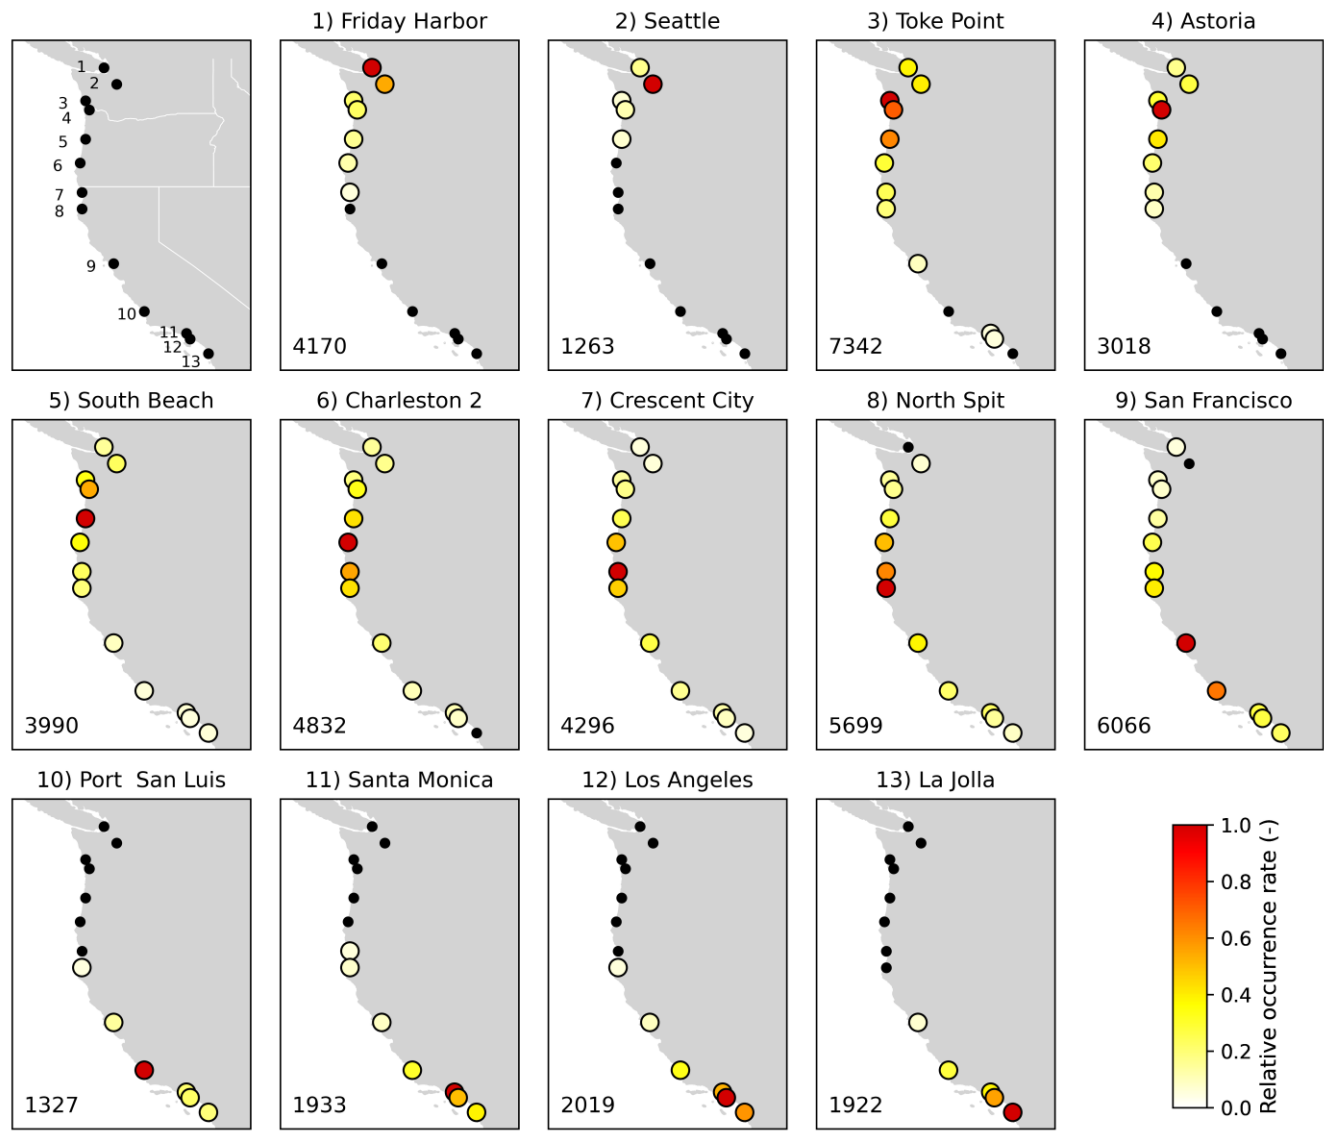 1) Friday Harbor
2) Seattle
3) Toke Point
4) Astoria
1
2
3
4
5
6
7
8
9
10
11
12
13
4170
1263
7342
3018
5) South Beach
6) Charleston 2
7) Crescent City
8) North Spit
9) San Francisco
3990
4832
4296
5699
6066
10) Port  San Luis
11) Santa Monica
12) Los Angeles
13) La Jolla
1327
1933
2019
1922
1.0
0.8
0.6
0.4
0.2
0.0
Relative occurrence rate (-)